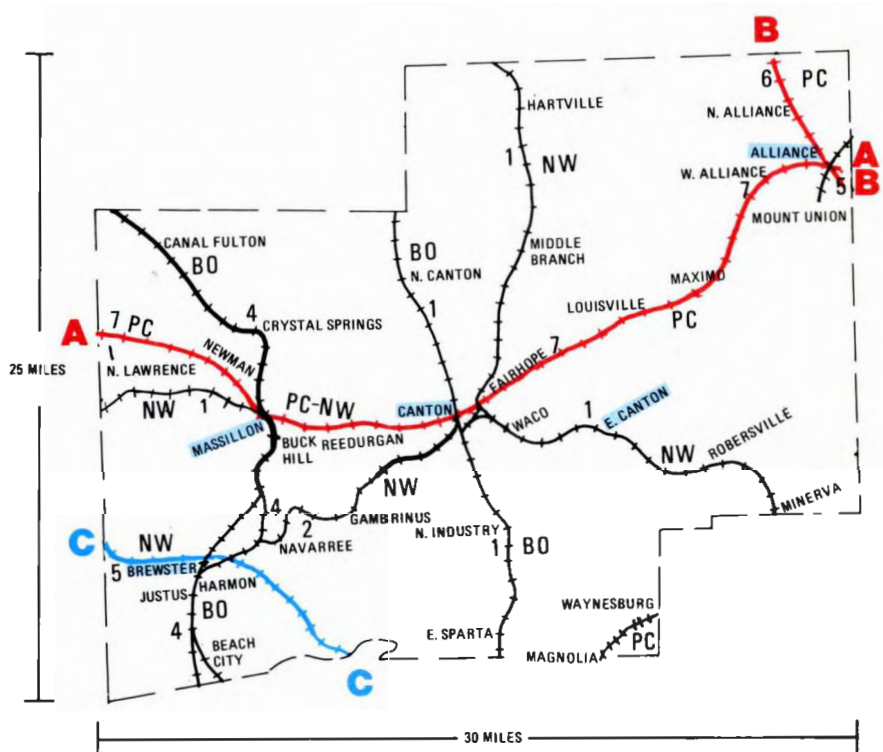 B
6 PC
HARTVILLE
N. ALLIANCE
ALLIANCE
A
1 NW
W. ALLIANCE
7
5
B
MOUNT UNION
CANAL FULTON
BO
BO
N. CANTON
MIDDLE
BRANCH
MAXIMO
4
CRYSTAL SPRINGS
1
LOUISVILLE
PC
A
7 PC
NEWMAN
25 MILES
N. LAWRENCE
FAIRHOPE
7
PC-NW
CANTON
NW 1
MASSILLON
BUCK
HILL
REEDURGAN
WACO
1
E. CANTON
ROBERSVILLE
NW
NW
MINERVA
4
2
GAMBRINUS
N. INDUSTRY
C
NW
NAVARREE
1
BO
5
BREWSTER
HARMON
JUSTUS
BO
WAYNESBURG
4
BEACH
CITY
E. SPARTA
PC
MAGNOLIA
C
30 MILES